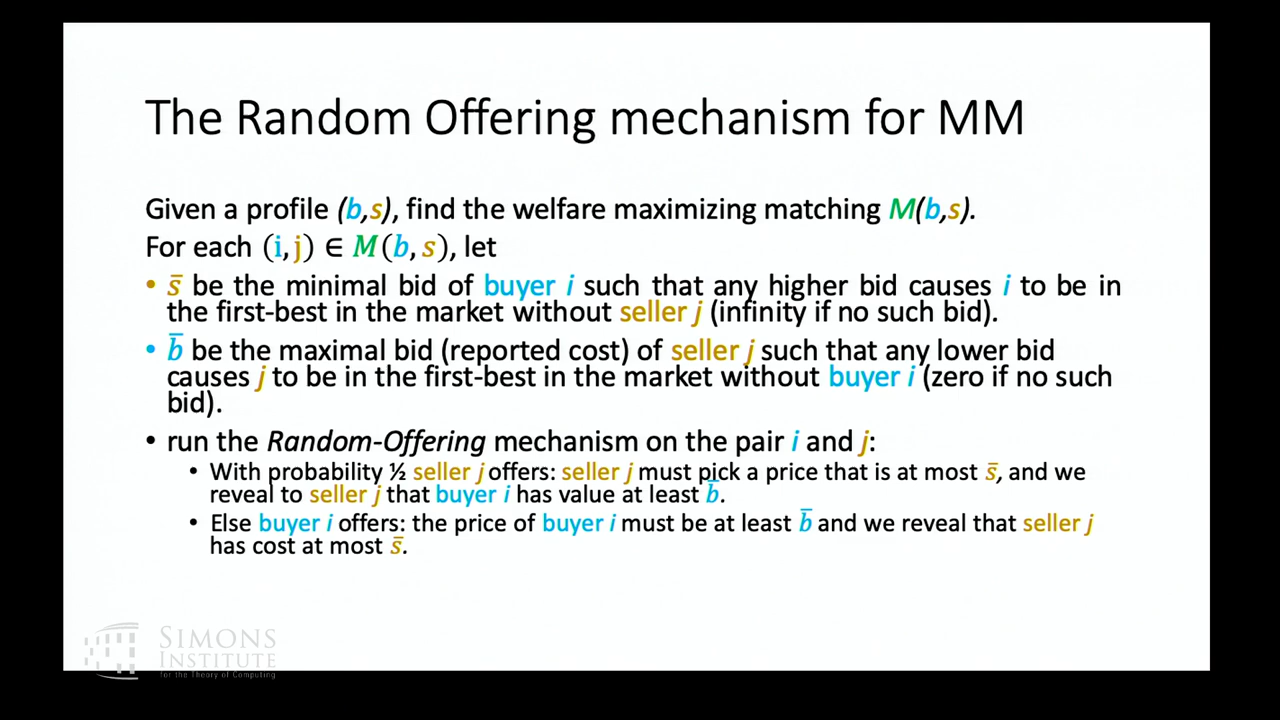 The Random Offering mechanism for MM
Given a profile (b,s), find the welfare maximizing matching M(b,s).
For each (i,j) ∈ M(b, s), let
• s̄ be the minimal bid of buyer i such that any higher bid causes i to be in
the first-best in the market without seller j (infinity if no such bid).
• b̄ be the maximal bid (reported cost) of seller j such that any lower bid
causes j to be in the first-best in the market without buyer i (zero if no such
bid).
• run the Random-Offering mechanism on the pair i and j:
• With probability ½ seller j offers: seller j must pick a price that is at most s̄, and we
reveal to seller j that buyer i has value at least b̄.
• Else buyer i offers: the price of buyer i must be at least b̄ and we reveal that seller j
has cost at most s̄.
SIMONS
INSTITUTE
for the Theory of Computing